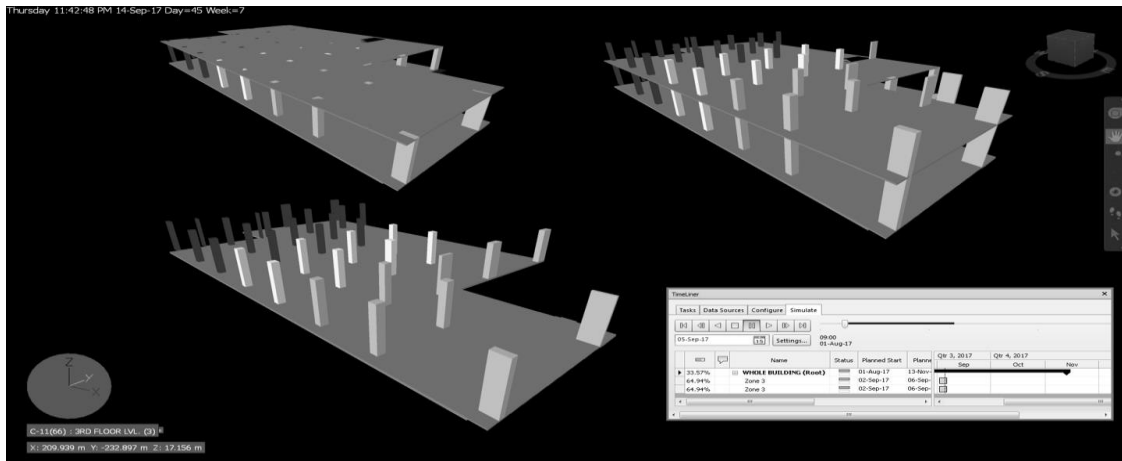 Thursday 11:42:48 PM 14-Sep-17 Day=45 Week=7
TimeLiner
Tasks Data Sources Configure Simulate
05-Sep-17 15 Settings... 09:00
01-Aug-17
Name Status Planned Start Planne Qtr 3, 2017 Qtr 4, 2017
Sep Oct Nov
33.57% WHOLE BUILDING (Root) 01-Aug-17 13-Nov-
64.94% Zone 3 02-Sep-17 06-Sep-
64.94% Zone 3 02-Sep-17 06-Sep-
Z
Y
X
C-11(66) : 3RD FLOOR LVL. (3)
X: 209.939 m Y: -232.897 m Z: 17.156 m